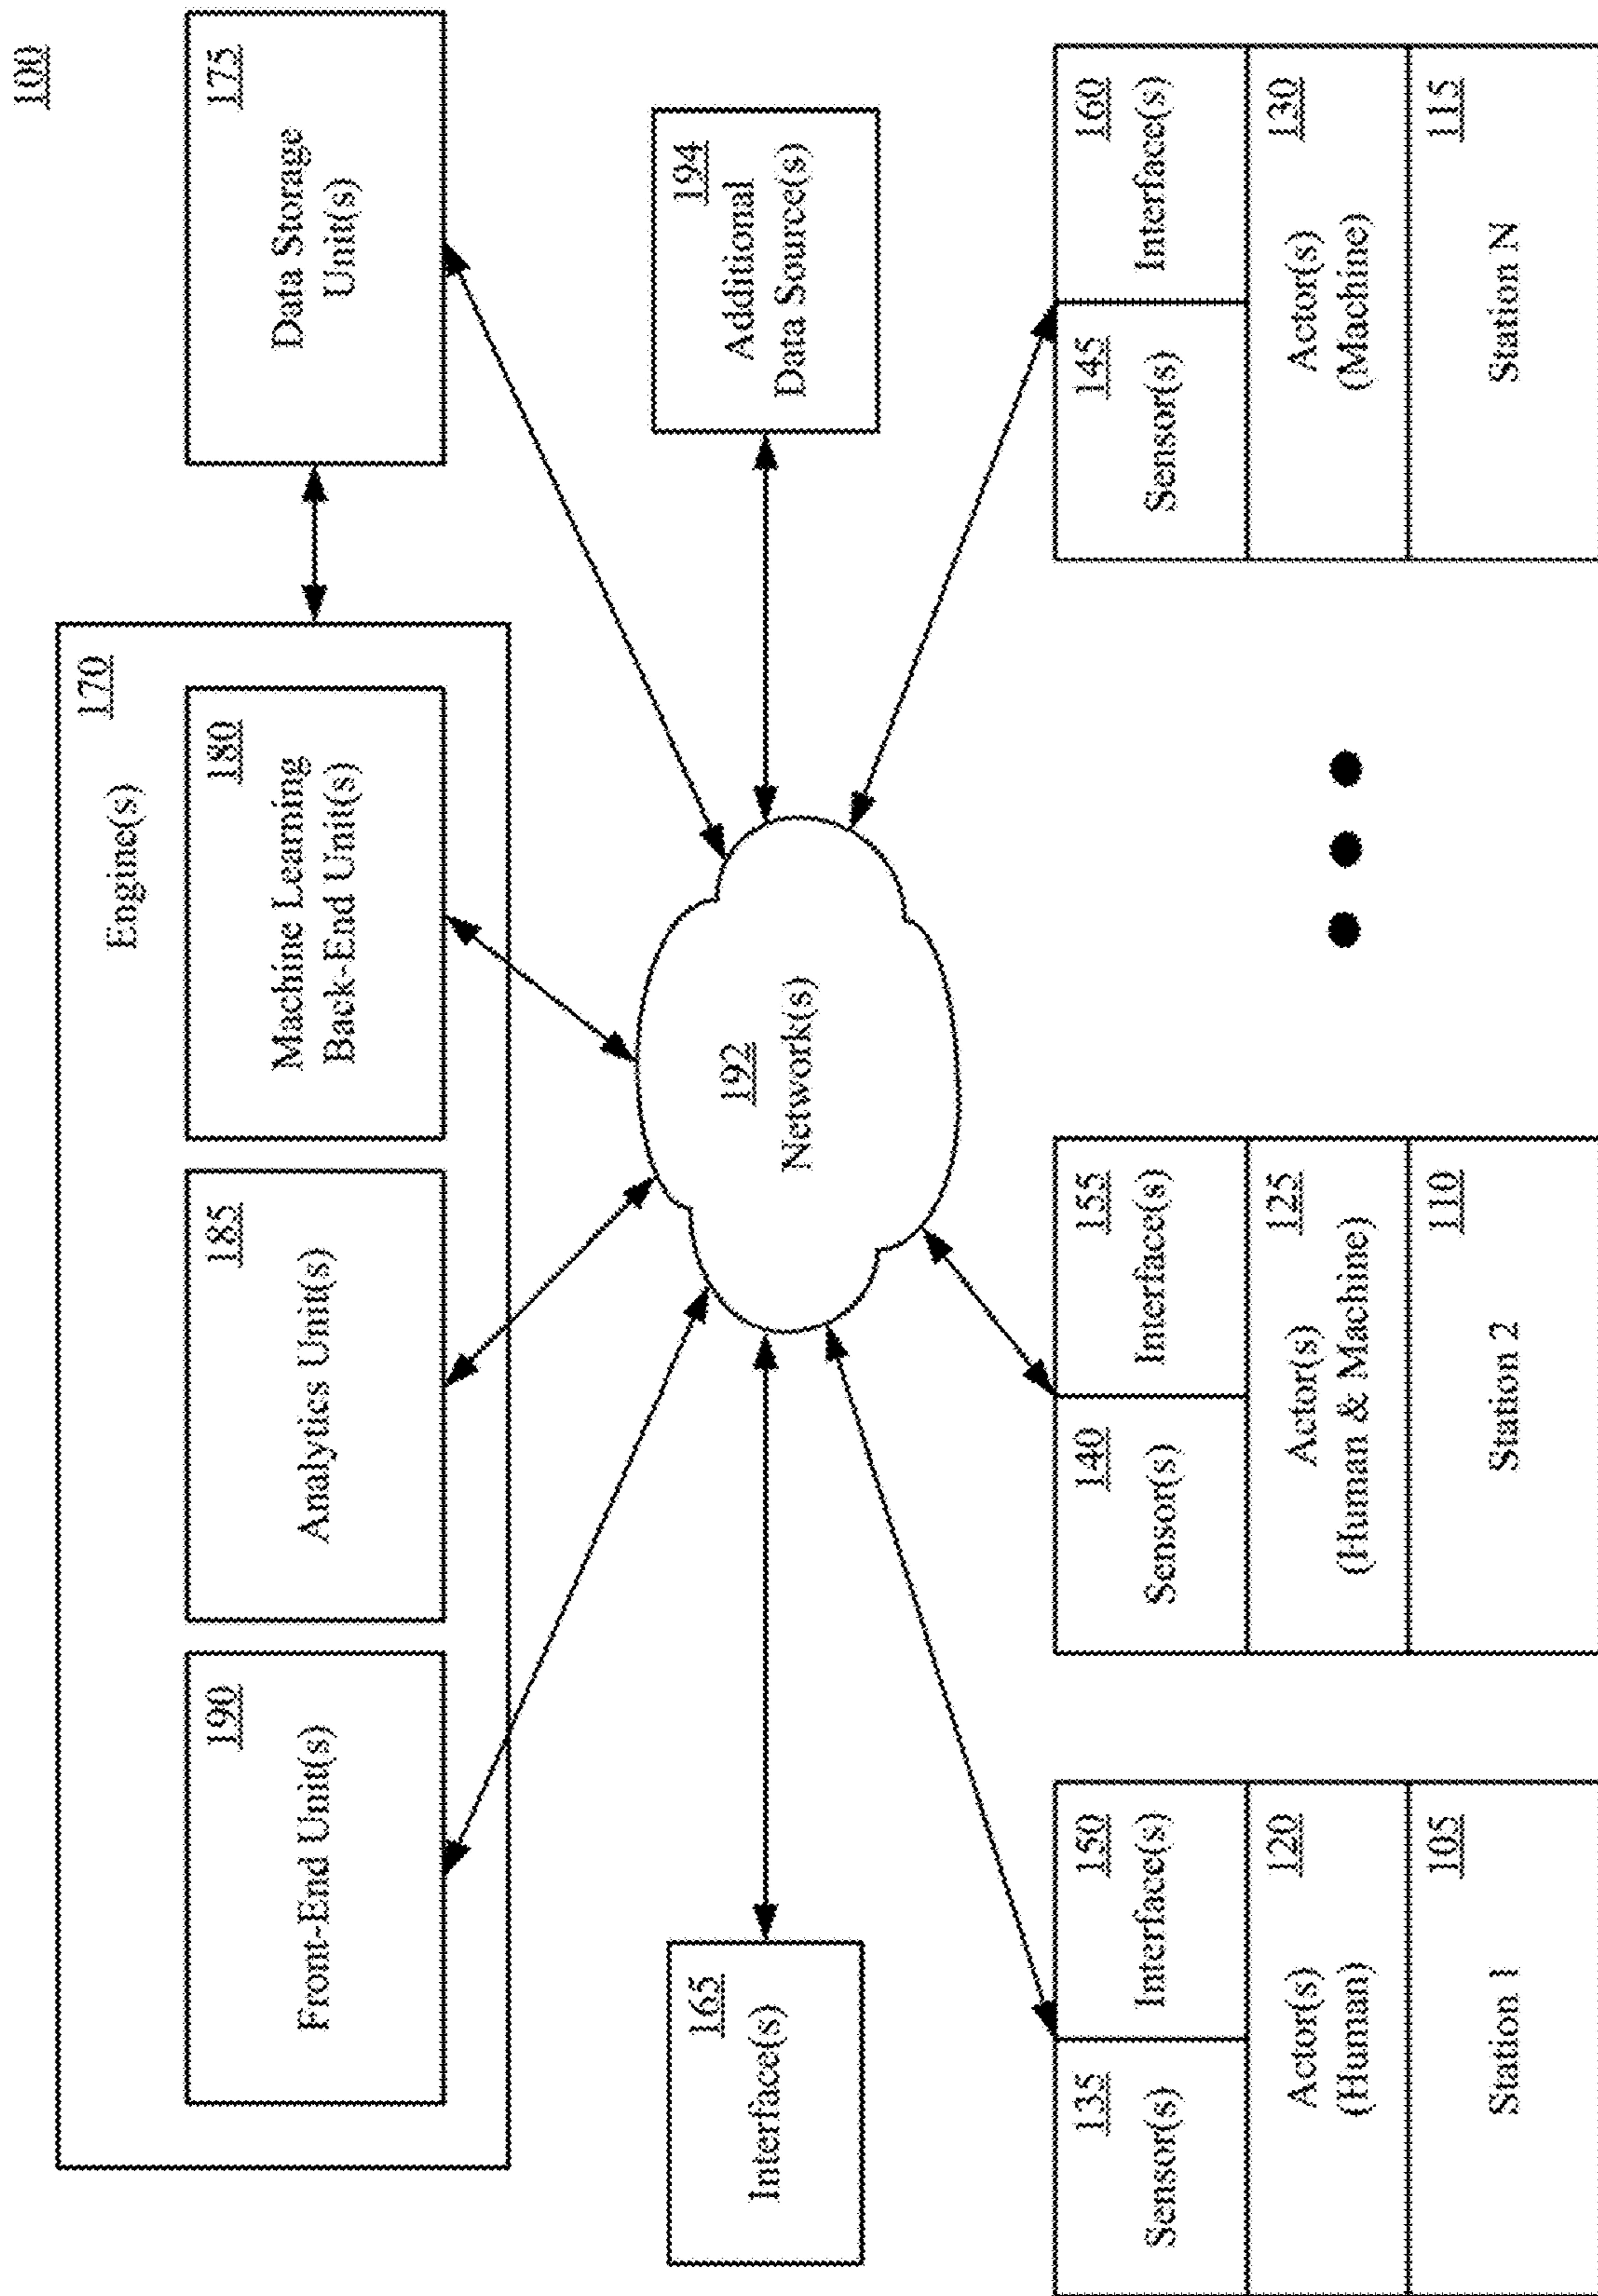 100
170
Engine(s)
190
Front-End Unit(s)
185
Analytics Unit(s)
180
Machine Learning
Back-End Unit(s)
175
Data Storage
Unit(s)
165
Interface(s)
192
Network(s)
194
Additional
Data Source(s)
135
Sensor(s)
150
Interface(s)
120
Actor(s)
(Human)
105
Station 1
140
Sensor(s)
155
Interface(s)
125
Actor(s)
(Human & Machine)
110
Station 2
145
Sensor(s)
160
Interface(s)
130
Actor(s)
(Machine)
115
Station N